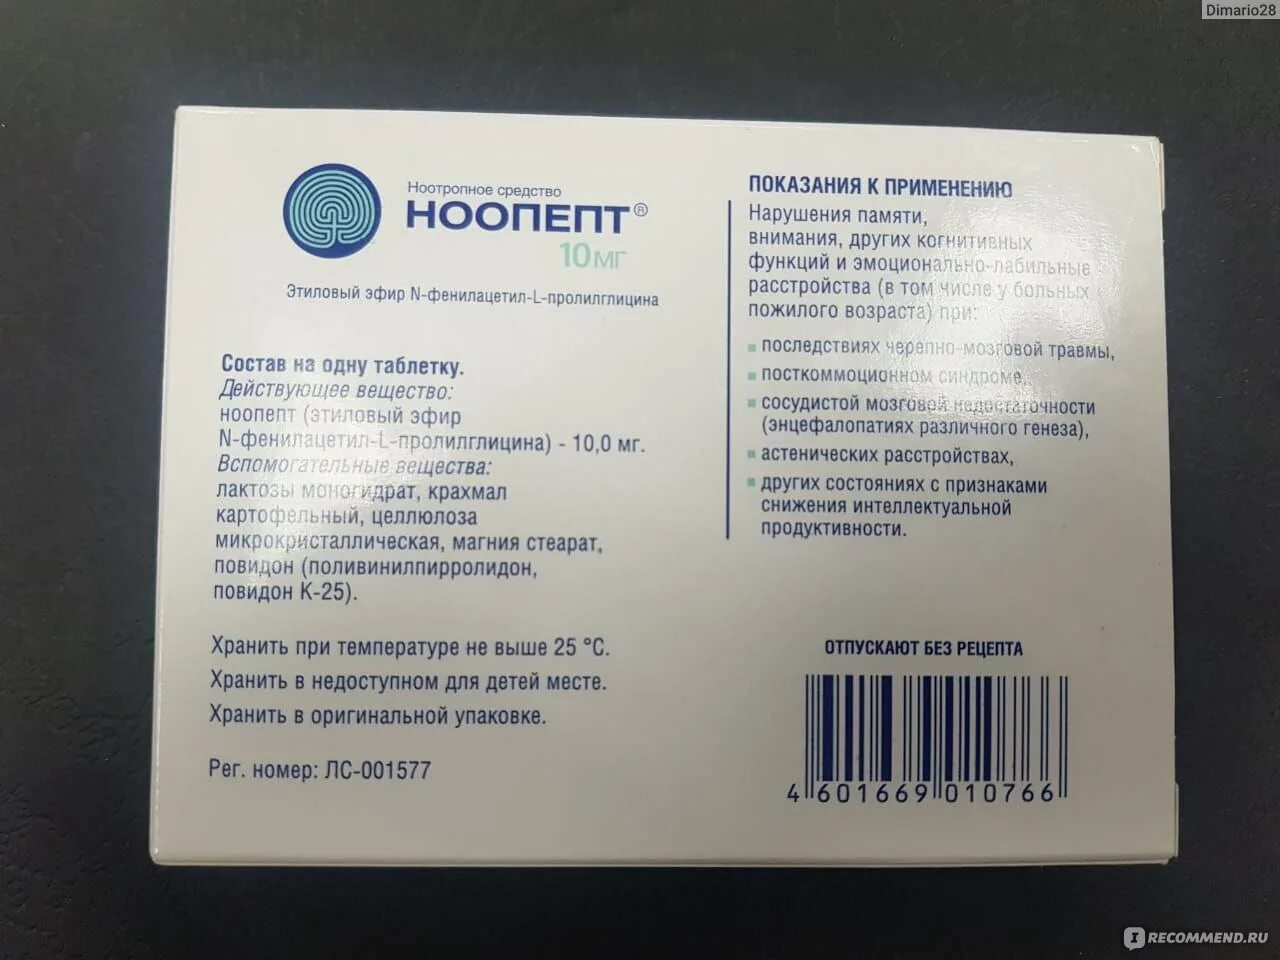 Dimario28
Ноотропное средство
НООПЕПТ®
10мг
Этиловый эфир N-фенилацетил-L-пролилглицина
Состав на одну таблетку.
Действующее вещество:
ноопепт (этиловый эфир
N-фенилацетил-L-пролилглицина) - 10,0 мг.
Вспомогательные вещества:
лактозы моногидрат, крахмал
картофельный, целлюлоза
микрокристаллическая, магния стеарат,
повидон (поливинилпирролидон,
повидон К-25).
Хранить при температуре не выше 25 °С.
Хранить в недоступном для детей месте.
Хранить в оригинальной упаковке.
Рег. номер: ЛС-001577
ПОКАЗАНИЯ К ПРИМЕНЕНИЮ
Нарушения памяти,
внимания, других когнитивных
функций и эмоционально-лабильные
расстройства (в том числе у больных
пожилого возраста) при:
последствиях черепно-мозговой травмы,
посткоммоционном синдроме,
сосудистой мозговой недостаточности
(энцефалопатиях различного генеза),
астенических расстройствах,
других состояниях с признаками
снижения интеллектуальной
продуктивности.
ОТПУСКАЮТ БЕЗ РЕЦЕПТА
4 601669 010766
IRECOMMEND.RU